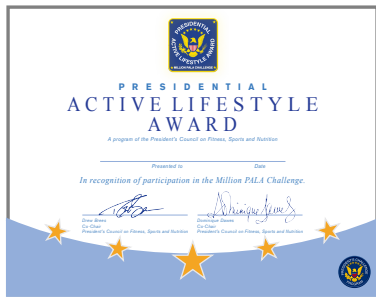 PRESIDENTIAL
ACTIVE LIFESTYLE AWARD
MILLION PALA CHALLENGE
PRESIDENTIAL
ACTIVE LIFESTYLE
AWARD
A program of the President's Council on Fitness, Sports and Nutrition
Presented to Date
In recognition of participation in the Million PALA Challenge.
Drew Brees Dominique Dawes
Co-Chair Co-Chair
President's Council on Fitness, Sports and Nutrition President's Council on Fitness, Sports and Nutrition